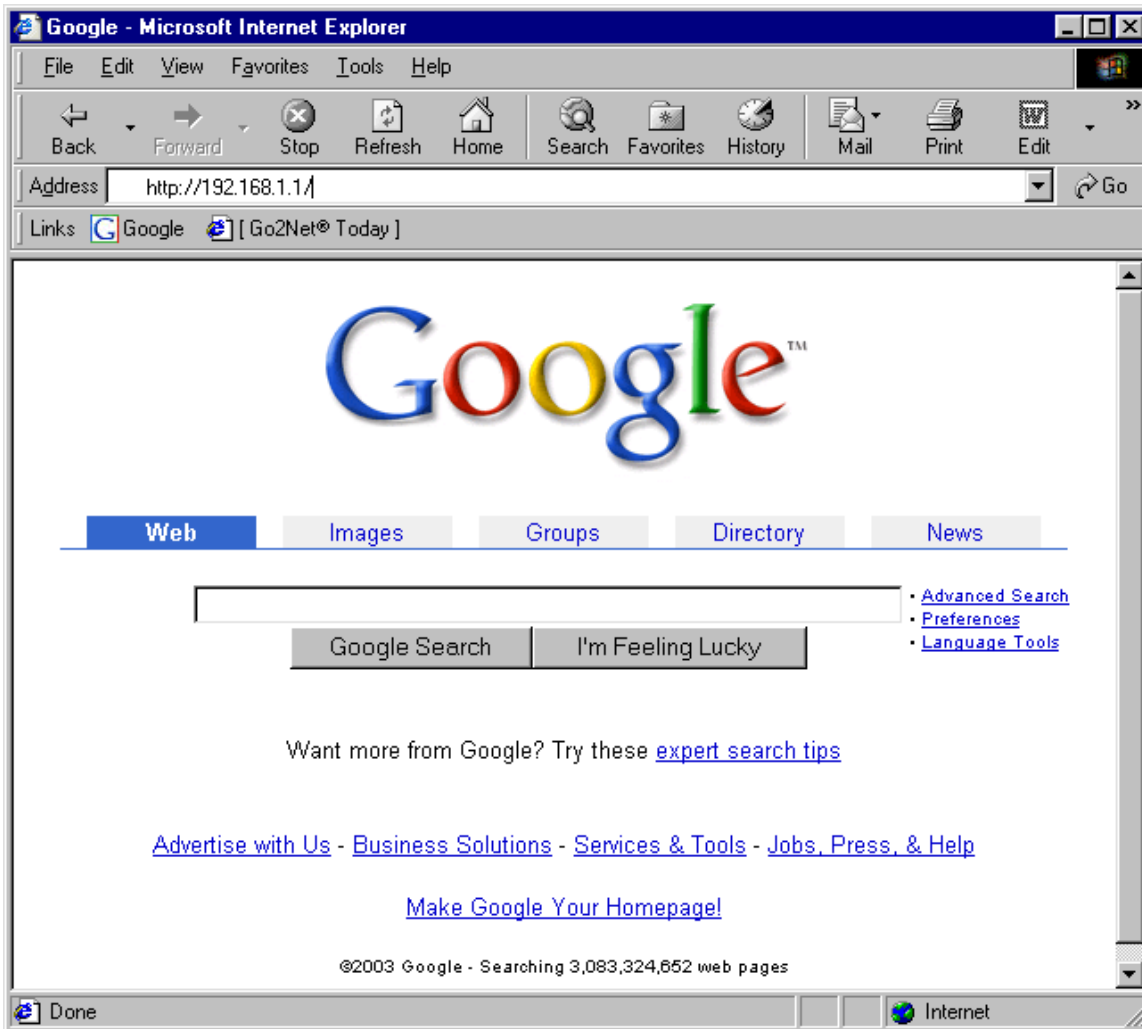 Google - Microsoft Internet Explorer
File Edit View Favorites Tools Help
Back Forward Stop Refresh Home Search Favorites History Mail Print Edit »
Address http://192.168.1.1/ Go
Links Google [ Go2Net® Today ]
Google™
Web Images Groups Directory News
• Advanced Search
• Preferences
• Language Tools
Google Search I'm Feeling Lucky
Want more from Google? Try these expert search tips
Advertise with Us - Business Solutions - Services & Tools - Jobs, Press, & Help
Make Google Your Homepage!
©2003 Google - Searching 3,083,324,652 web pages
Done Internet